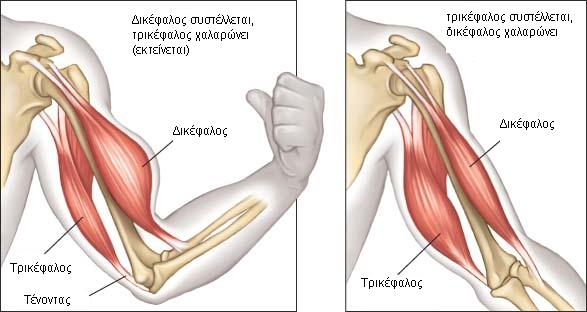 Δικέφαλος συστέλλεται,
τρικέφαλος χαλαρώνει
(εκτείνεται)
Δικέφαλος
Τρικέφαλος
Τένοντας
τρικέφαλος συστέλλεται,
δικέφαλος χαλαρώνει
Δικέφαλος
Τρικέφαλος